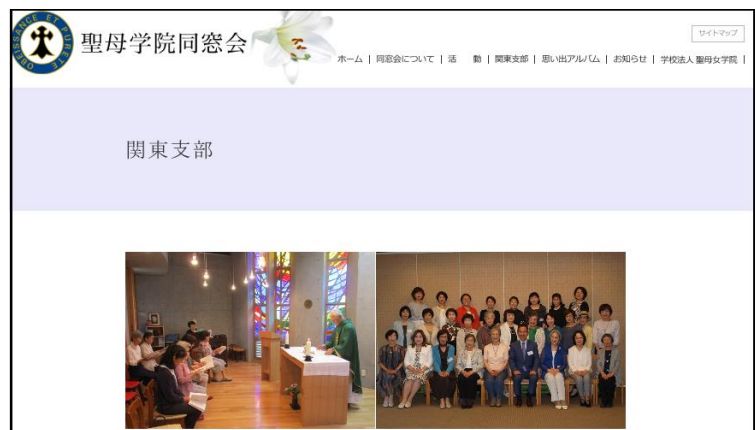 OBEISSANCE ET PURETE
聖母学院同窓会
サイトマップ
ホーム | 同窓会について | 活　動 | 関東支部 | 思い出アルバム | お知らせ | 学校法人 聖母女学院 |
関東支部